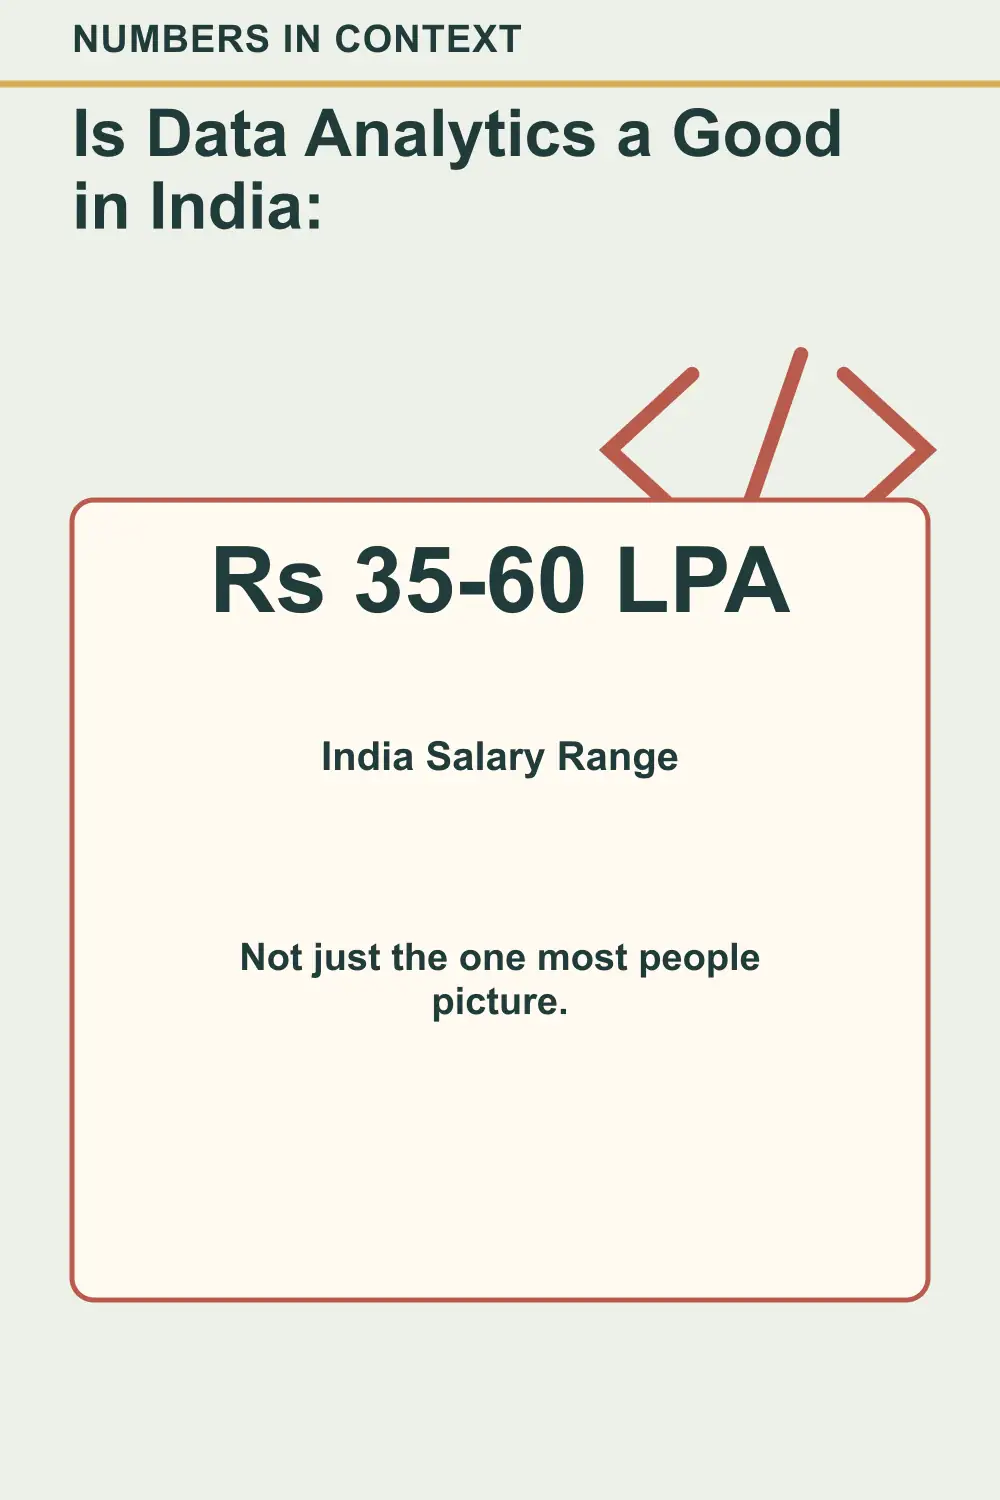 NUMBERS IN CONTEXT
Is Data Analytics a Good
in India:
Rs 35-60 LPA
India Salary Range
Not just the one most people
picture.